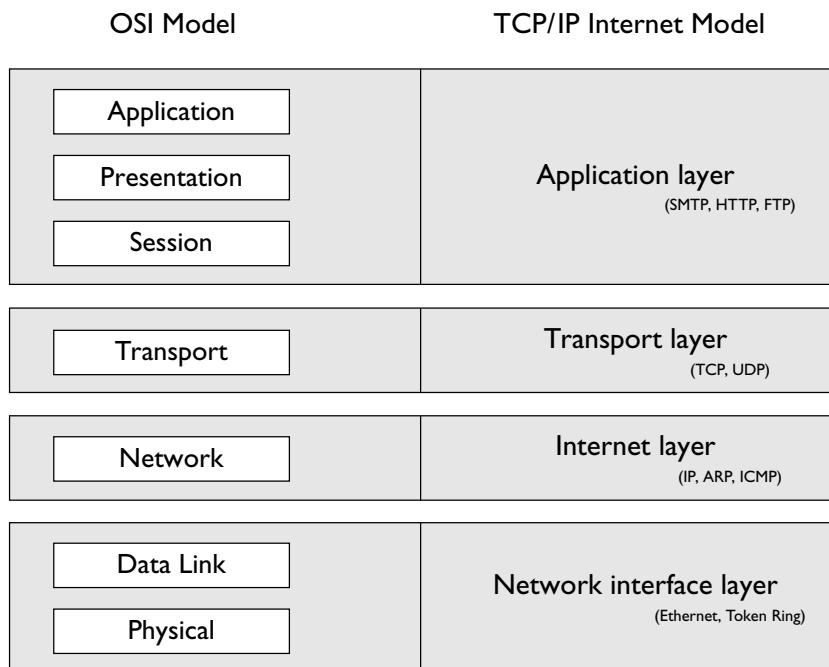 OSI Model
TCP/IP Internet Model
Application
Presentation
Session
Application layer
(SMTP, HTTP, FTP)
Transport
Transport layer
(TCP, UDP)
Network
Internet layer
(IP, ARP, ICMP)
Data Link
Physical
Network interface layer
(Ethernet, Token Ring)